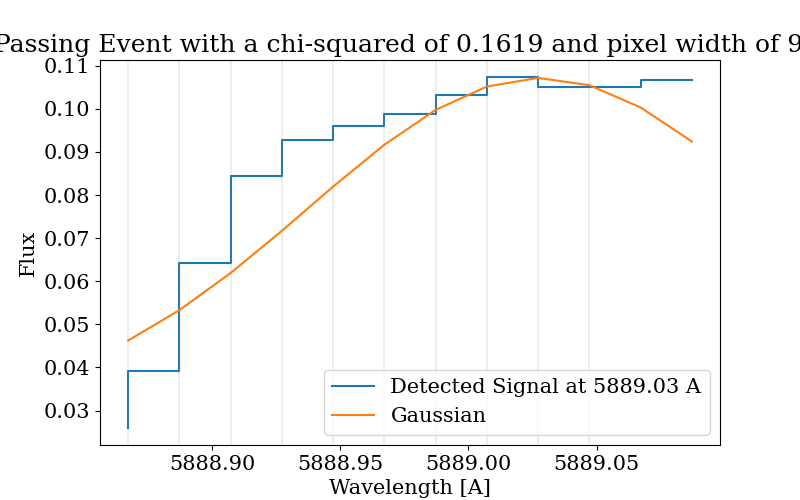 Passing Event with a chi-squared of 0.1619 and pixel width of 9
0.11
0.10
0.09
0.08
0.07
0.06
0.05
0.04
0.03
Flux
Detected Signal at 5889.03 A
Gaussian
5888.90 5888.95 5889.00 5889.05
Wavelength [A]